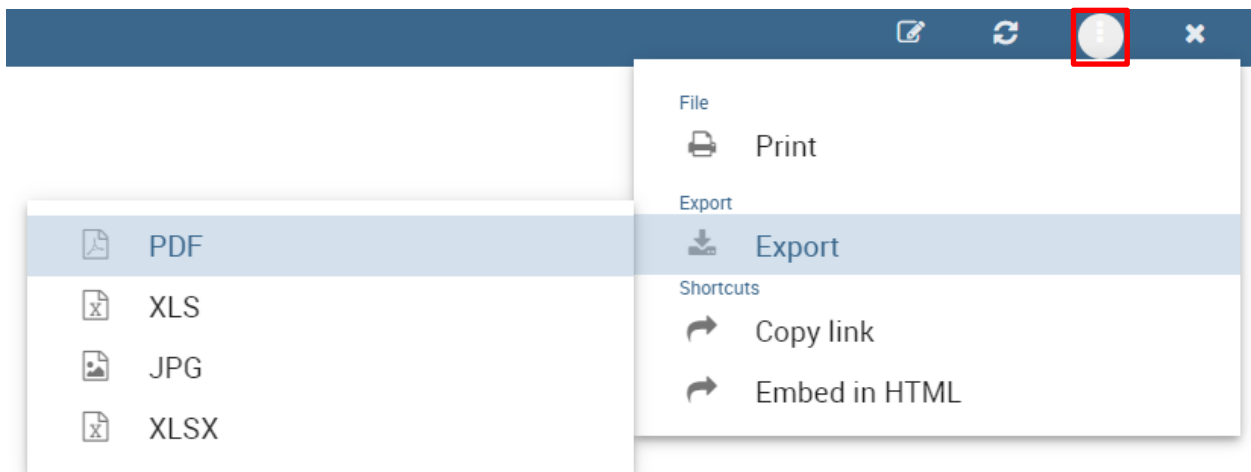 File
Print
Export
Export
Shortcuts
Copy link
Embed in HTML
PDF
XLS
JPG
XLSX